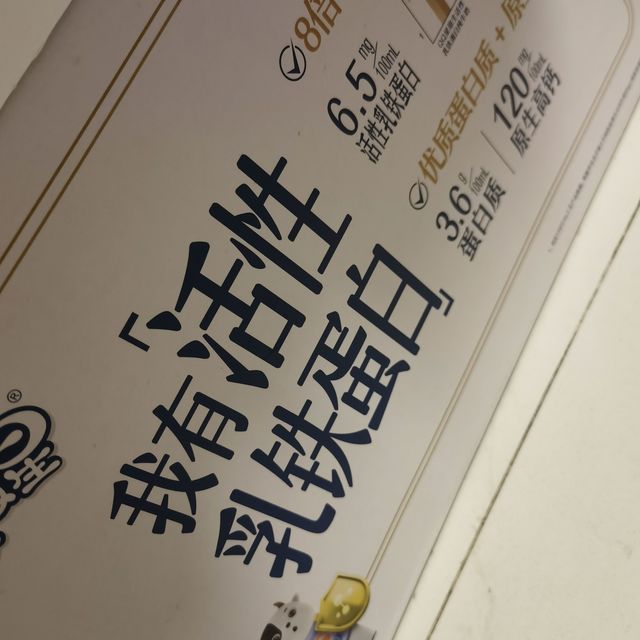 我有「活性
乳铁蛋白」
8倍
6.5mg/100mL
活性乳铁蛋白
优质蛋白质+原
3.6g/100mL
蛋白质
120mg/100mL
原生高钙
®